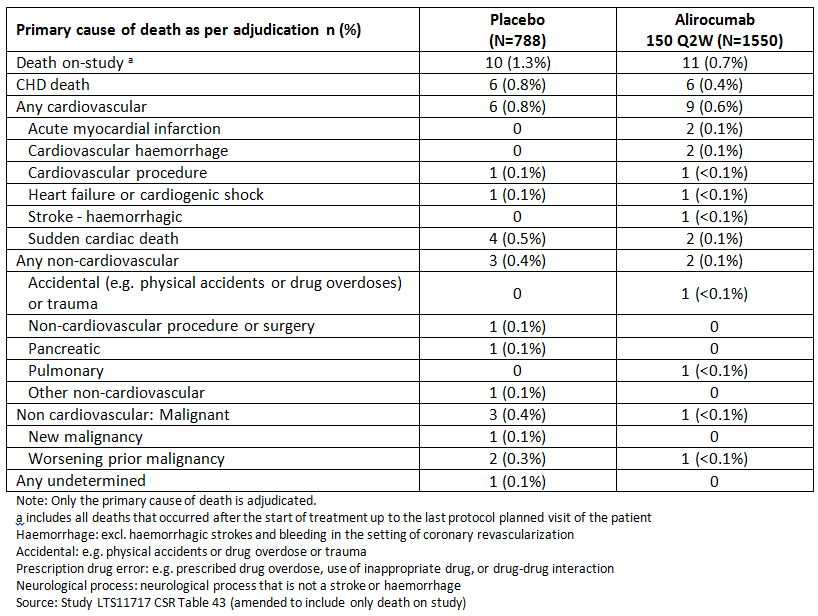 Primary cause of death as per adjudication n (%) Placebo (N=788) Alirocumab 150 Q2W (N=1550)
Death on-study ᵃ 10 (1.3%) 11 (0.7%)
CHD death 6 (0.8%) 6 (0.4%)
Any cardiovascular 6 (0.8%) 9 (0.6%)
Acute myocardial infarction 0 2 (0.1%)
Cardiovascular haemorrhage 0 2 (0.1%)
Cardiovascular procedure 1 (0.1%) 1 (<0.1%)
Heart failure or cardiogenic shock 1 (0.1%) 1 (<0.1%)
Stroke - haemorrhagic 0 1 (<0.1%)
Sudden cardiac death 4 (0.5%) 2 (0.1%)
Any non-cardiovascular 3 (0.4%) 2 (0.1%)
Accidental (e.g. physical accidents or drug overdoses) or trauma 0 1 (<0.1%)
Non-cardiovascular procedure or surgery 1 (0.1%) 0
Pancreatic 1 (0.1%) 0
Pulmonary 0 1 (<0.1%)
Other non-cardiovascular 1 (0.1%) 0
Non cardiovascular: Malignant 3 (0.4%) 1 (<0.1%)
New malignancy 1 (0.1%) 0
Worsening prior malignancy 2 (0.3%) 1 (<0.1%)
Any undetermined 1 (0.1%) 0
Note: Only the primary cause of death is adjudicated.
a includes all deaths that occurred after the start of treatment up to the last protocol planned visit of the patient
Haemorrhage: excl. haemorrhagic strokes and bleeding in the setting of coronary revascularization
Accidental: e.g. physical accidents or drug overdose or trauma
Prescription drug error: e.g. prescribed drug overdose, use of inappropriate drug, or drug-drug interaction
Neurological process: neurological process that is not a stroke or haemorrhage
Source: Study LTS11717 CSR Table 43 (amended to include only death on study)